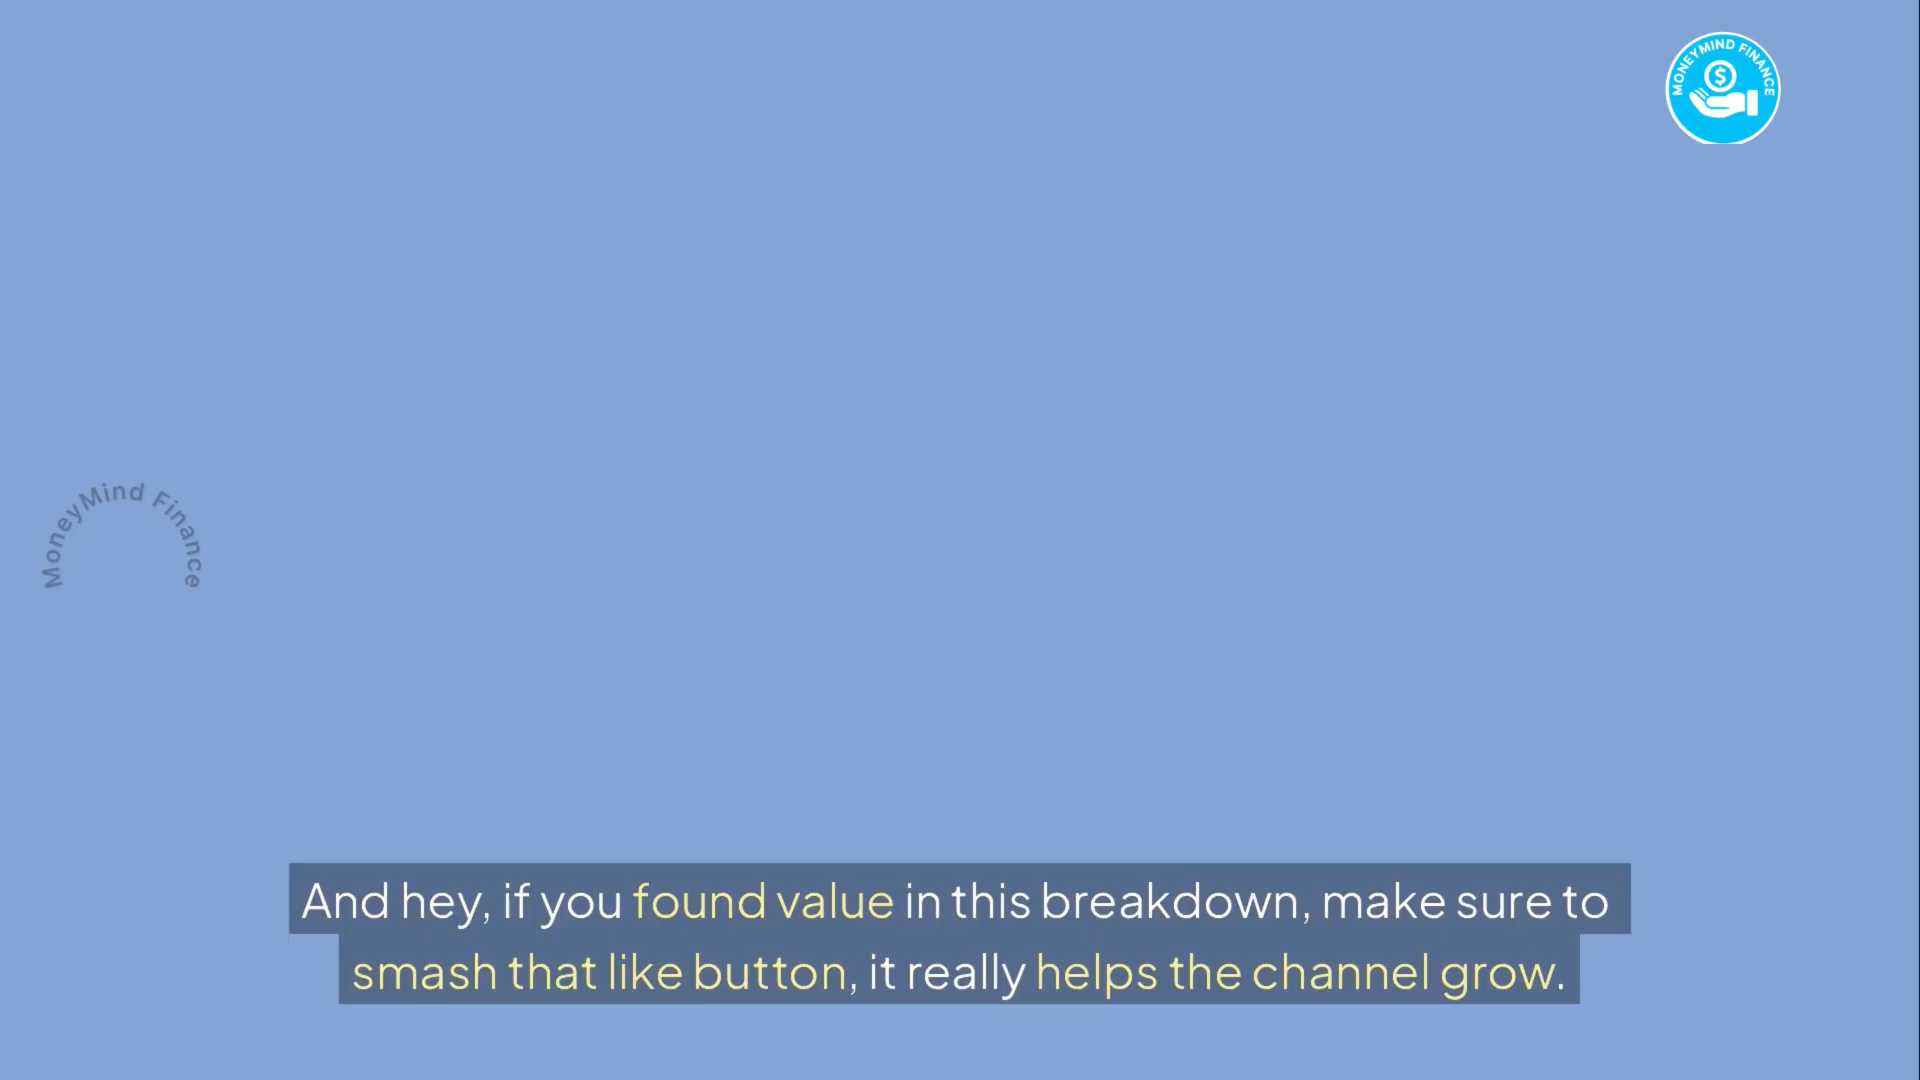 MONEYMIND FINANCE
$
MoneyMind Finance
And hey, if you found value in this breakdown, make sure to
smash that like button, it really helps the channel grow.